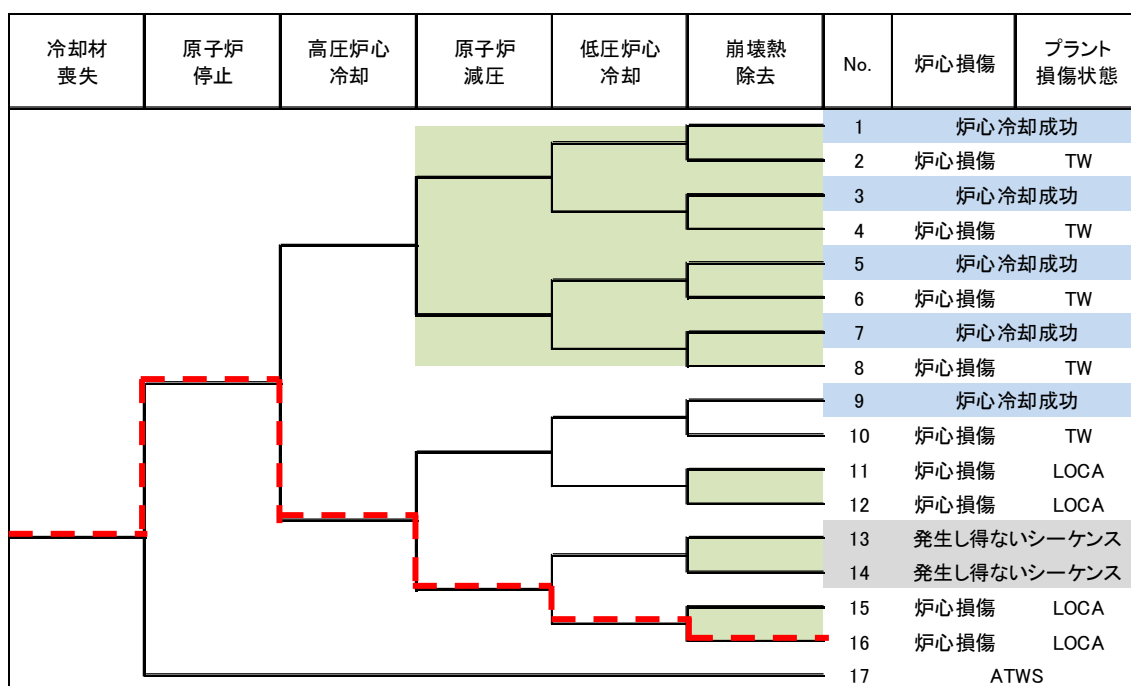 冷却材
喪失
原子炉
停止
高圧炉心
冷却
原子炉
減圧
低圧炉心
冷却
崩壊熱
除去
No.
炉心損傷
プラント
損傷状態
1 炉心冷却成功
2 炉心損傷 TW
3 炉心冷却成功
4 炉心損傷 TW
5 炉心冷却成功
6 炉心損傷 TW
7 炉心冷却成功
8 炉心損傷 TW
9 炉心冷却成功
10 炉心損傷 TW
11 炉心損傷 LOCA
12 炉心損傷 LOCA
13 発生し得ないシーケンス
14 発生し得ないシーケンス
15 炉心損傷 LOCA
16 炉心損傷 LOCA
17 ATWS